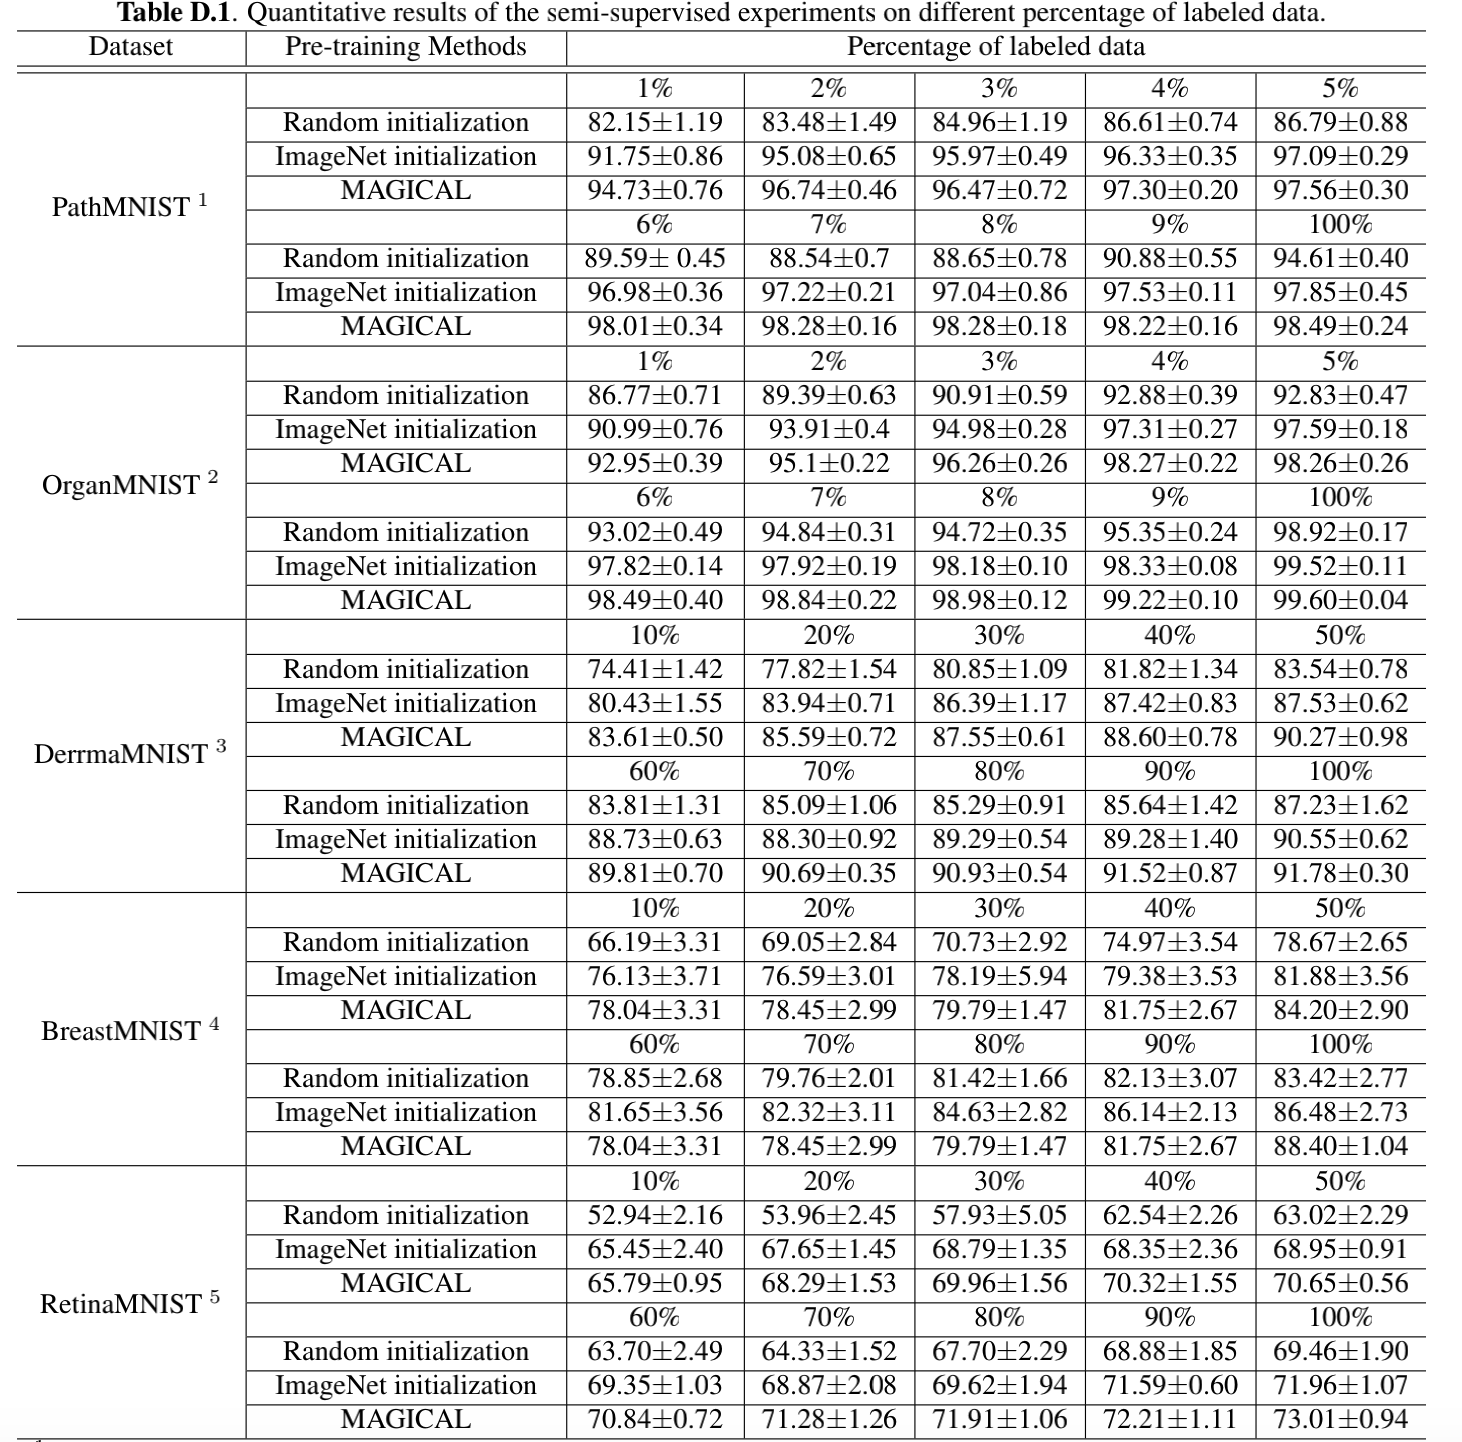 Table D.1. Quantitative results of the semi-supervised experiments on different percentage of labeled data.
Dataset Pre-training Methods Percentage of labeled data
1% 2% 3% 4% 5%
Random initialization 82.15±1.19 83.48±1.49 84.96±1.19 86.61±0.74 86.79±0.88
ImageNet initialization 91.75±0.86 95.08±0.65 95.97±0.49 96.33±0.35 97.09±0.29
MAGICAL 94.73±0.76 96.74±0.46 96.47±0.72 97.30±0.20 97.56±0.30
PathMNIST 1
6% 7% 8% 9% 100%
Random initialization 89.59± 0.45 88.54±0.7 88.65±0.78 90.88±0.55 94.61±0.40
ImageNet initialization 96.98±0.36 97.22±0.21 97.04±0.86 97.53±0.11 97.85±0.45
MAGICAL 98.01±0.34 98.28±0.16 98.28±0.18 98.22±0.16 98.49±0.24
1% 2% 3% 4% 5%
Random initialization 86.77±0.71 89.39±0.63 90.91±0.59 92.88±0.39 92.83±0.47
ImageNet initialization 90.99±0.76 93.91±0.4 94.98±0.28 97.31±0.27 97.59±0.18
MAGICAL 92.95±0.39 95.1±0.22 96.26±0.26 98.27±0.22 98.26±0.26
OrganMNIST 2
6% 7% 8% 9% 100%
Random initialization 93.02±0.49 94.84±0.31 94.72±0.35 95.35±0.24 98.92±0.17
ImageNet initialization 97.82±0.14 97.92±0.19 98.18±0.10 98.33±0.08 99.52±0.11
MAGICAL 98.49±0.40 98.84±0.22 98.98±0.12 99.22±0.10 99.60±0.04
10% 20% 30% 40% 50%
Random initialization 74.41±1.42 77.82±1.54 80.85±1.09 81.82±1.34 83.54±0.78
ImageNet initialization 80.43±1.55 83.94±0.71 86.39±1.17 87.42±0.83 87.53±0.62
MAGICAL 83.61±0.50 85.59±0.72 87.55±0.61 88.60±0.78 90.27±0.98
DerrmaMNIST 3
60% 70% 80% 90% 100%
Random initialization 83.81±1.31 85.09±1.06 85.29±0.91 85.64±1.42 87.23±1.62
ImageNet initialization 88.73±0.63 88.30±0.92 89.29±0.54 89.28±1.40 90.55±0.62
MAGICAL 89.81±0.70 90.69±0.35 90.93±0.54 91.52±0.87 91.78±0.30
10% 20% 30% 40% 50%
Random initialization 66.19±3.31 69.05±2.84 70.73±2.92 74.97±3.54 78.67±2.65
ImageNet initialization 76.13±3.71 76.59±3.01 78.19±5.94 79.38±3.53 81.88±3.56
MAGICAL 78.04±3.31 78.45±2.99 79.79±1.47 81.75±2.67 84.20±2.90
BreastMNIST 4
60% 70% 80% 90% 100%
Random initialization 78.85±2.68 79.76±2.01 81.42±1.66 82.13±3.07 83.42±2.77
ImageNet initialization 81.65±3.56 82.32±3.11 84.63±2.82 86.14±2.13 86.48±2.73
MAGICAL 78.04±3.31 78.45±2.99 79.79±1.47 81.75±2.67 88.40±1.04
10% 20% 30% 40% 50%
Random initialization 52.94±2.16 53.96±2.45 57.93±5.05 62.54±2.26 63.02±2.29
ImageNet initialization 65.45±2.40 67.65±1.45 68.79±1.35 68.35±2.36 68.95±0.91
MAGICAL 65.79±0.95 68.29±1.53 69.96±1.56 70.32±1.55 70.65±0.56
RetinaMNIST 5
60% 70% 80% 90% 100%
Random initialization 63.70±2.49 64.33±1.52 67.70±2.29 68.88±1.85 69.46±1.90
ImageNet initialization 69.35±1.03 68.87±2.08 69.62±1.94 71.59±0.60 71.96±1.07
MAGICAL 70.84±0.72 71.28±1.26 71.91±1.06 72.21±1.11 73.01±0.94